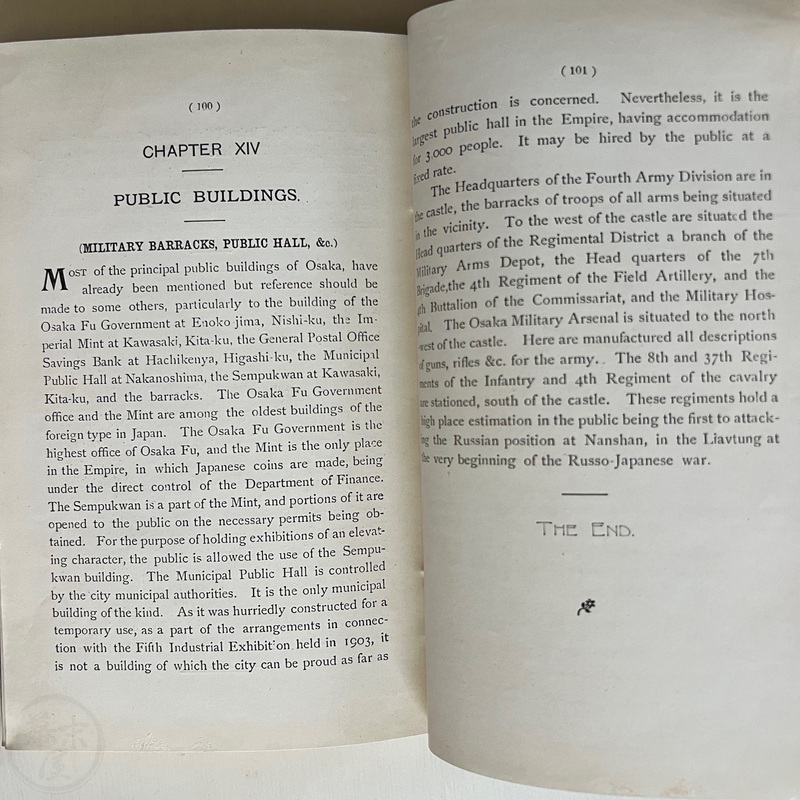 ( 100 )
CHAPTER XIV
PUBLIC BUILDINGS.
(MILITARY BARRACKS, PUBLIC HALL, &c.)
MOST of the principal public buildings of Osaka, have
already been mentioned but reference should be
made to some others, particularly to the building of the
Osaka Fu Government at Enoko jima, Nishi-ku, the Im-
perial Mint at Kawasaki, Kita-ku, the General Postal Office
Savings Bank at Hachikenya, Higashi-ku, the Municipal
Public Hall at Nakanoshima, the Sempukwan at Kawasaki,
Kita-ku, and the barracks. The Osaka Fu Government
office and the Mint are among the oldest buildings of the
foreign type in Japan. The Osaka Fu Government is the
highest office of Osaka Fu, and the Mint is the only place
in the Empire, in which Japanese coins are made, being
under the direct control of the Department of Finance.
The Sempukwan is a part of the Mint, and portions of it are
opened to the public on the necessary permits being ob-
tained. For the purpose of holding exhibitions of an elevat-
ing character, the public is allowed the use of the Sempu-
kwan building. The Municipal Public Hall is controlled
by the city municipal authorities. It is the only municipal
building of the kind. As it was hurriedly constructed for a
temporary use, as a part of the arrangements in connec-
tion with the Fifth Industrial Exhibition held in 1903, it
is not a building of which the city can be proud as far as
( 101 )
the construction is concerned. Nevertheless, it is the
largest public hall in the Empire, having accommodation
for 3.000 people. It may be hired by the public at a
fixed rate.
The Headquarters of the Fourth Army Division are in
the castle, the barracks of troops of all arms being situated
in the vicinity. To the west of the castle are situated the
Head quarters of the Regimental District a branch of the
Military Arms Depot, the Head quarters of the 7th
Brigade,the 4th Regiment of the Field Artillery, and the
4th Buttalion of the Commissariat, and the Military Hos-
pital. The Osaka Military Arsenal is situated to the north
west of the castle. Here are manufactured all descriptions
of guns, rifles &c. for the army. The 8th and 37th Regi-
ments of the Infantry and 4th Regiment of the cavalry
are stationed, south of the castle. These regiments hold a
high place estimation in the public being the first to attack-
ing the Russian position at Nanshan, in the Liavtung at
the very beginning of the Russo-Japanese war.
THE END.